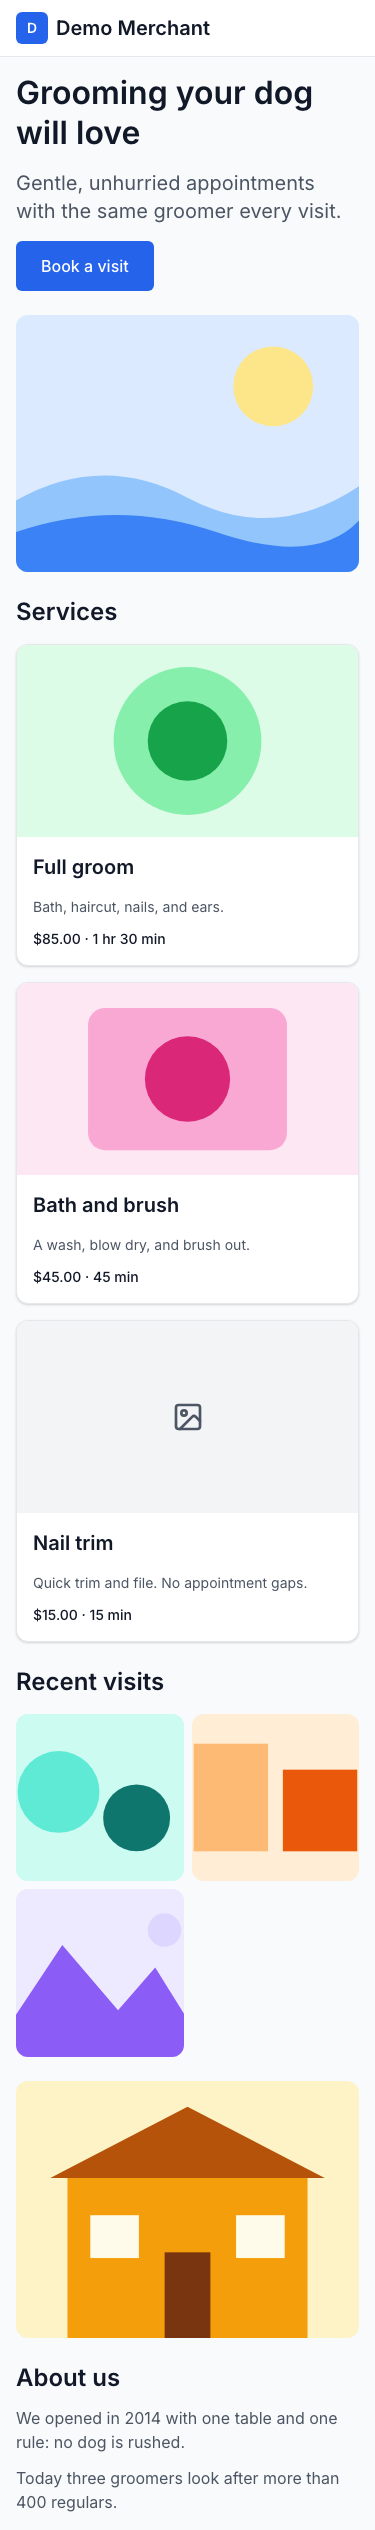 D
Demo Merchant
Grooming your dog
will love
Gentle, unhurried appointments
with the same groomer every visit.
Book a visit
Services
Full groom
Bath, haircut, nails, and ears.
$85.00 · 1 hr 30 min
Bath and brush
A wash, blow dry, and brush out.
$45.00 · 45 min
Nail trim
Quick trim and file. No appointment gaps.
$15.00 · 15 min
Recent visits
About us
We opened in 2014 with one table and one
rule: no dog is rushed.
Today three groomers look after more than
400 regulars.